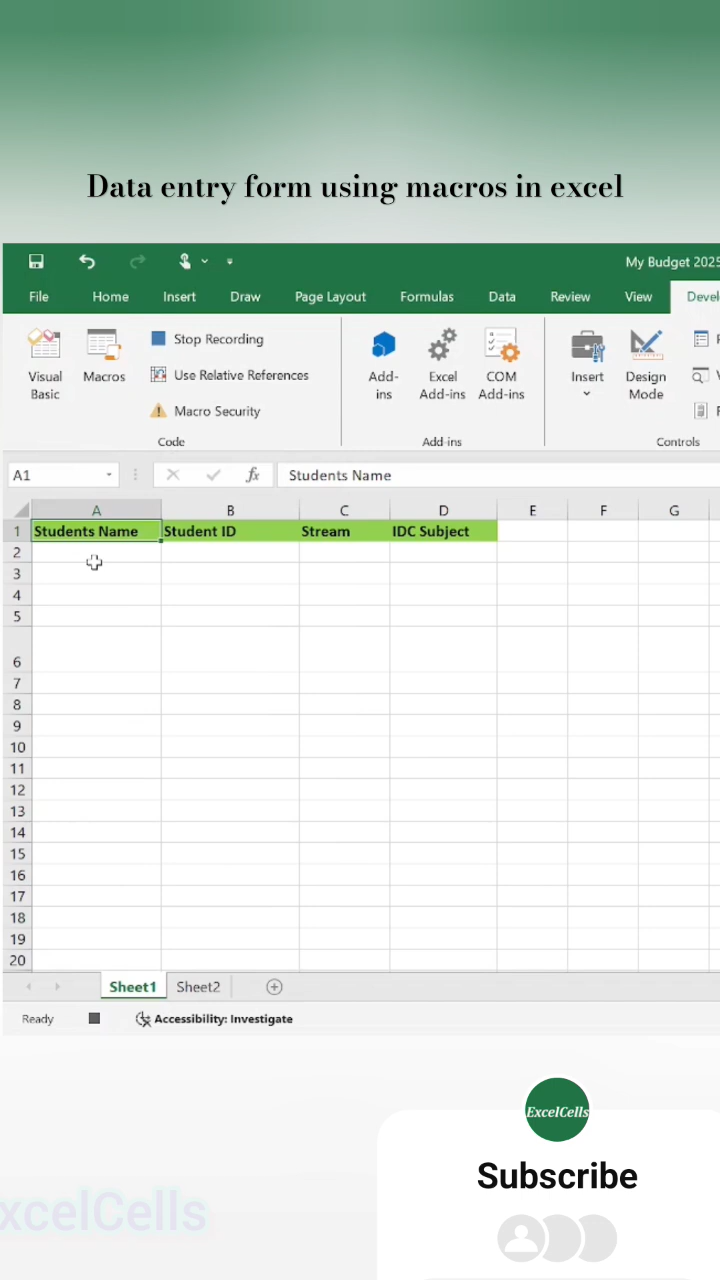 Data entry form using macros in excel
My Budget 2025
File Home Insert Draw Page Layout Formulas Data Review View Devel
Stop Recording
Use Relative References
Macro Security
Visual Basic
Macros
Code
Add-ins
Excel Add-ins
COM Add-ins
Add-ins
Insert
Design Mode
Controls
A1 fx Students Name
A B C D E F G
1 Students Name Student ID Stream IDC Subject
2
3
4
5
6
7
8
9
10
11
12
13
14
15
16
17
18
19
20
Sheet1 Sheet2
Ready Accessibility: Investigate
ExcelCells
Subscribe
xcelCells